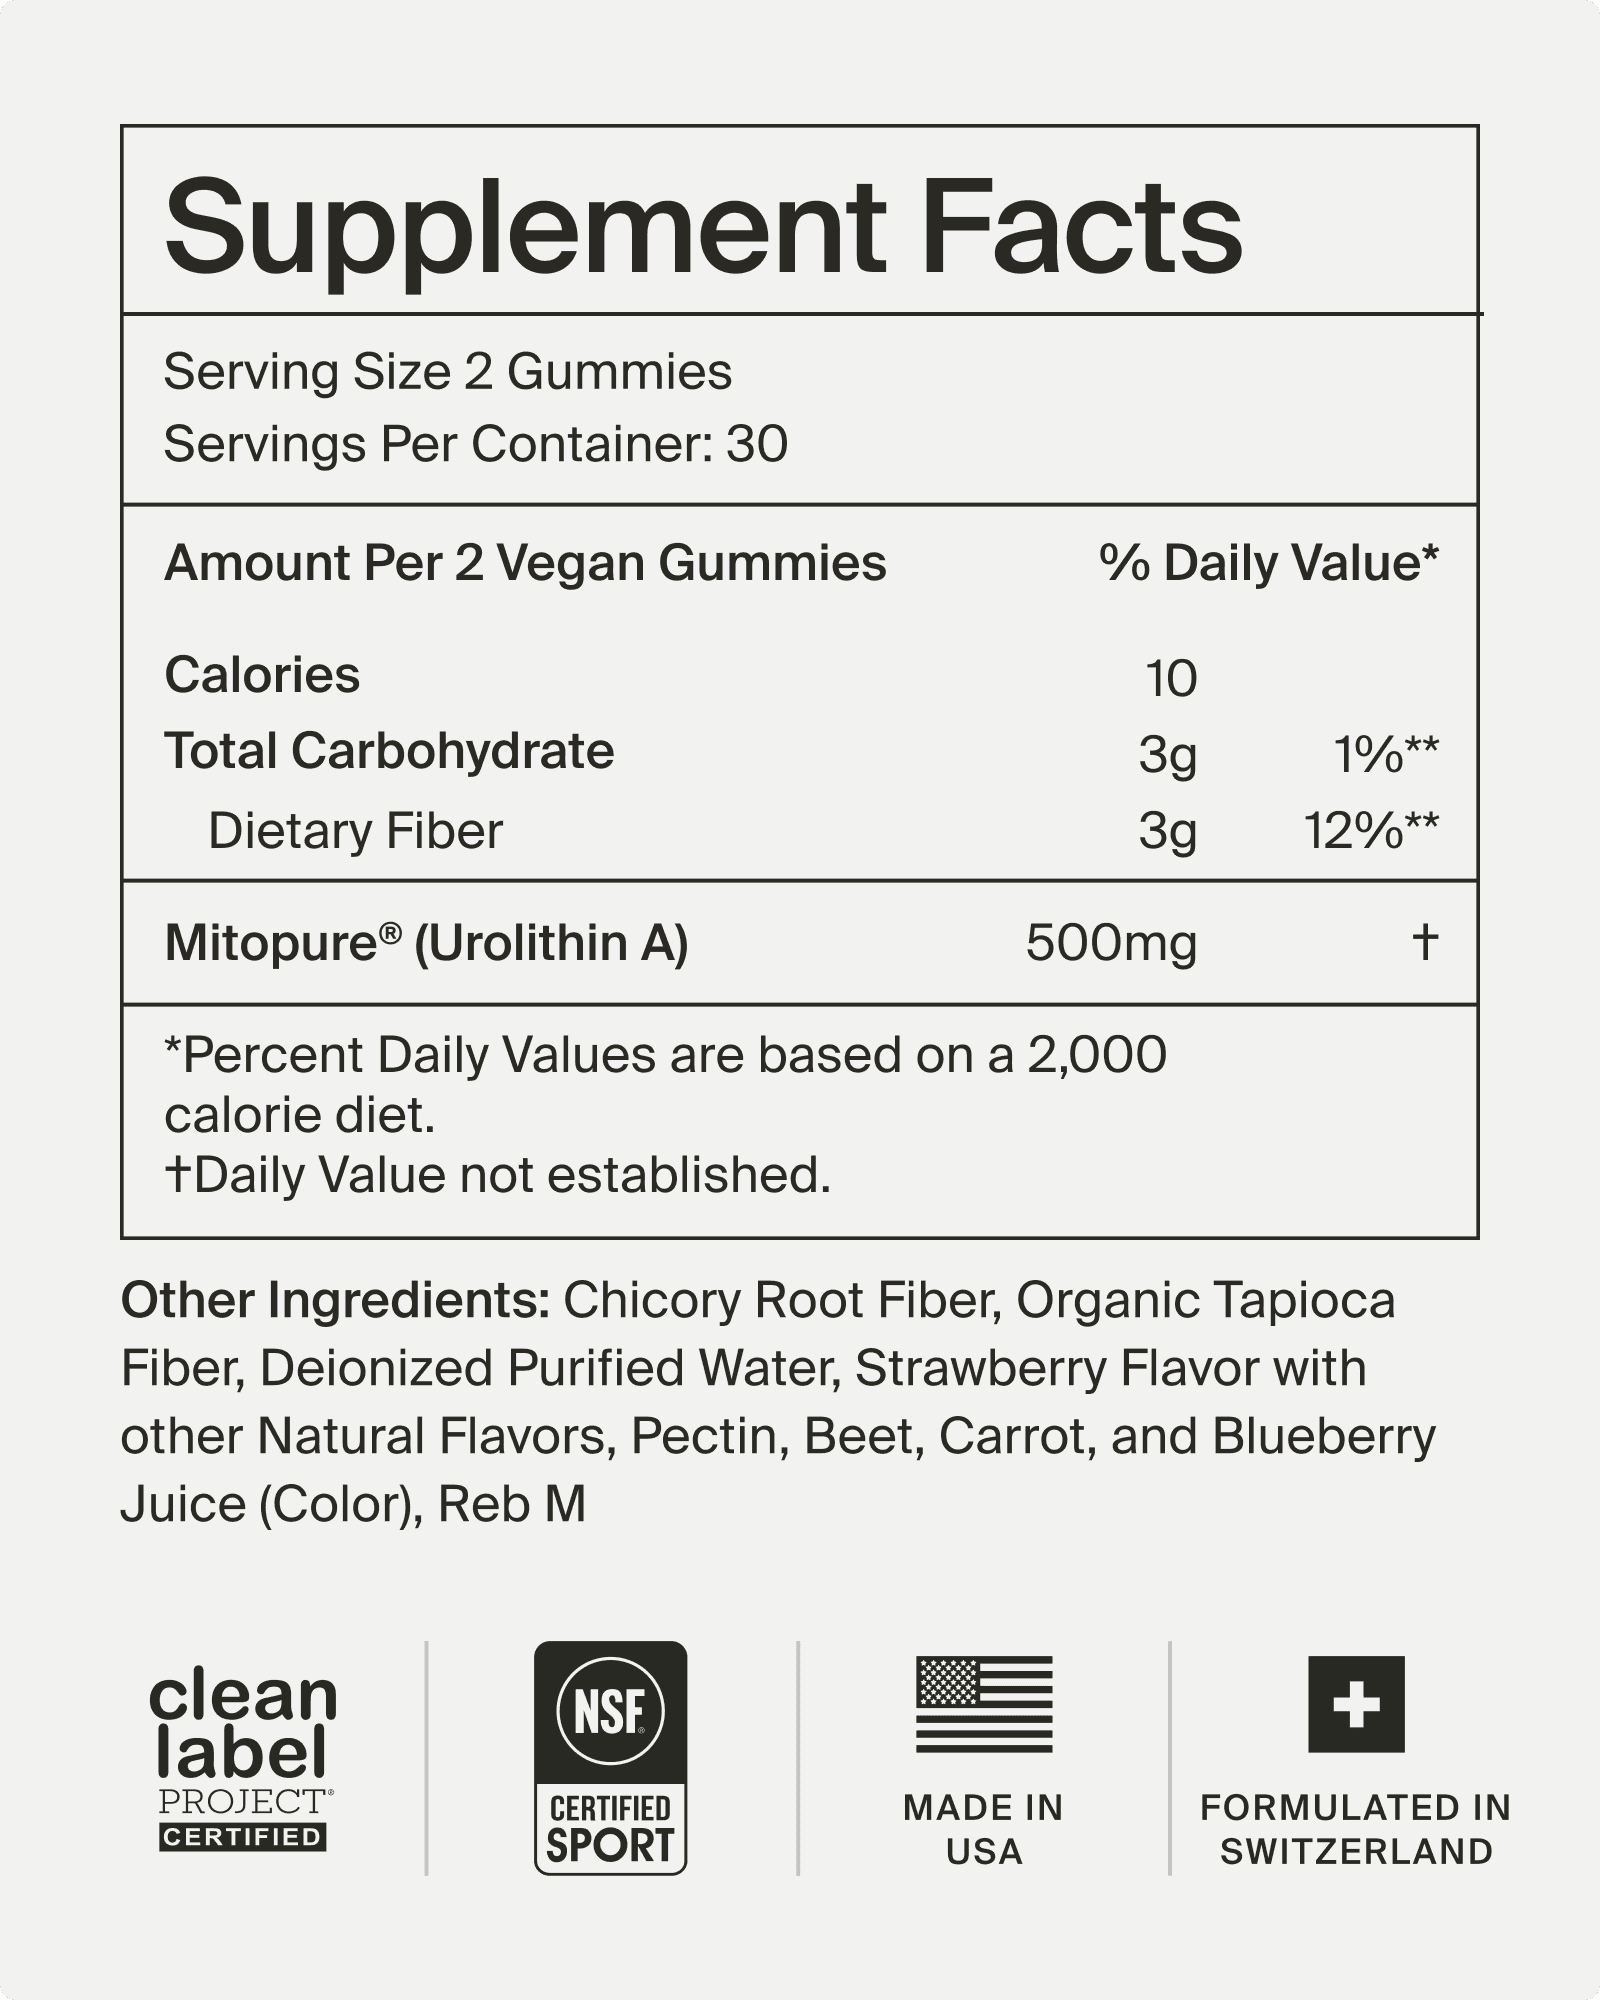 Supplement Facts
Serving Size 2 Gummies
Servings Per Container: 30
Amount Per 2 Vegan Gummies % Daily Value*
Calories 10
Total Carbohydrate 3g 1%**
Dietary Fiber 3g 12%**
Mitopure® (Urolithin A) 500mg †
*Percent Daily Values are based on a 2,000
calorie diet.
†Daily Value not established.
Other Ingredients: Chicory Root Fiber, Organic Tapioca
Fiber, Deionized Purified Water, Strawberry Flavor with
other Natural Flavors, Pectin, Beet, Carrot, and Blueberry
Juice (Color), Reb M
clean
label
PROJECT®
CERTIFIED
NSF®
CERTIFIED
SPORT
MADE IN
USA
FORMULATED IN
SWITZERLAND